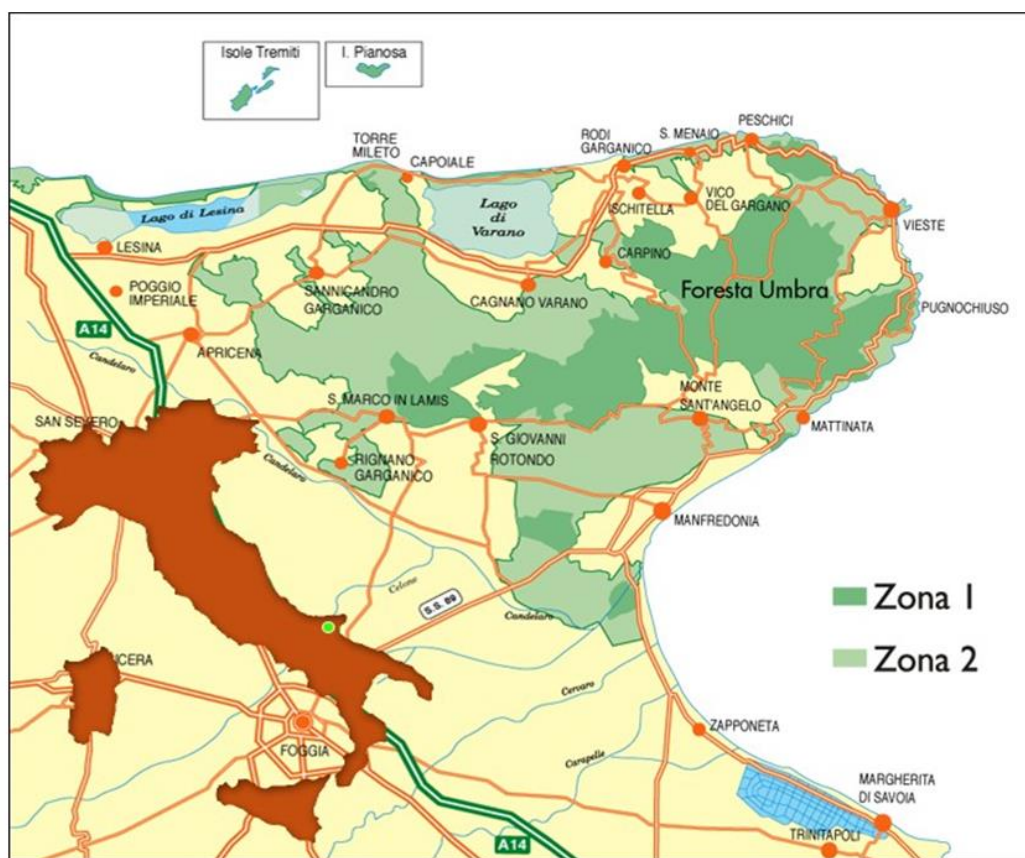 Isole Tremiti
I. Pianosa
TORRE
MILETO
CAPOIALE
RODI
GARGANICO
S. MENAIO
PESCHICI
Lago di Lesina
Lago
di
Varano
ISCHITELLA
VICO
DEL GARGANO
VIESTE
LESINA
CARPINO
POGGIO
IMPERIALE
SANNICANDRO
GARGANICO
CAGNANO VARANO
Foresta Umbra
PUGNOCHIUSO
A14
APRICENA
Candelaro
S. MARCO IN LAMIS
MONTE
SANT'ANGELO
SAN SEVERO
S. GIOVANNI
ROTONDO
MATTINATA
RIGNANO
GARGANICO
Candelaro
MANFREDONIA
Celone
S.S. 89
Candelaro
Zona 1
Zona 2
UCERA
Cervaro
FOGGIA
ZAPPONETA
Carapelle
MARGHERITA
DI SAVOIA
TRINITAPOLI
A14